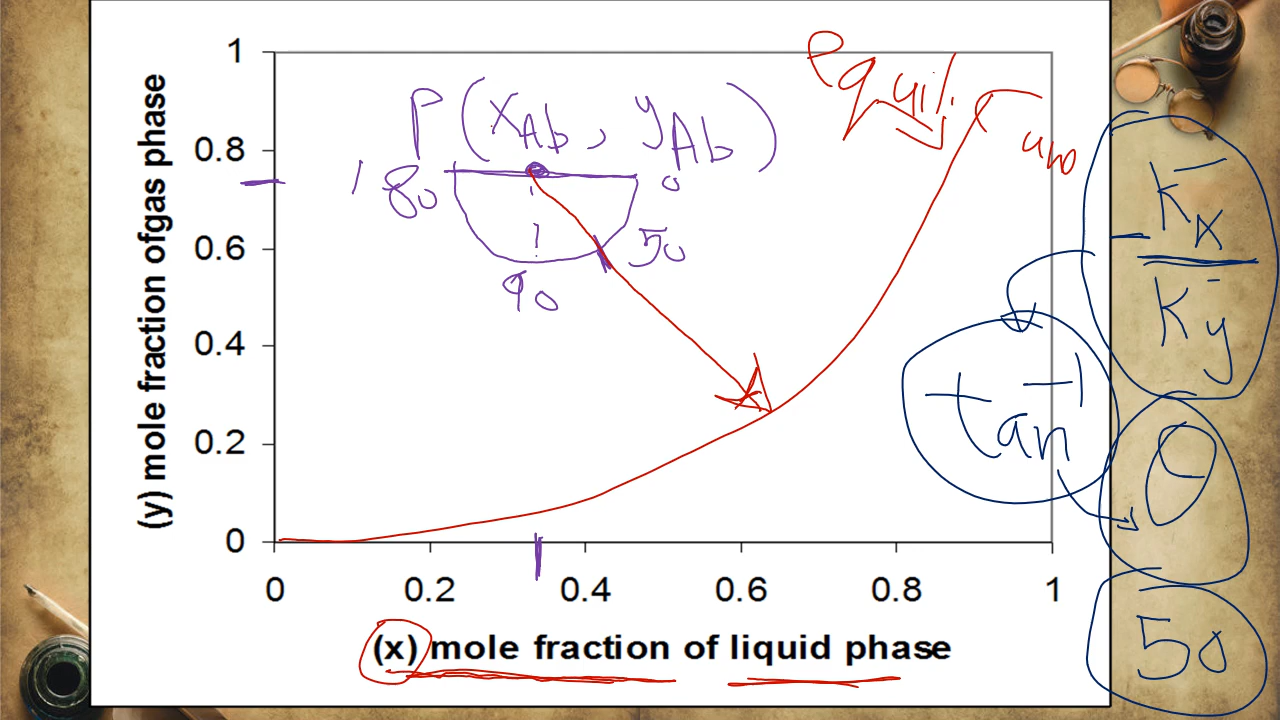 1
0.8
0.6
0.4
0.2
0
0 0.2 0.4 0.6 0.8 1
(y) mole fraction ofgas phase
(x) mole fraction of liquid phase
P (xAb, yAb)
180 0
50
90
equilir
-kx
ky
tan-1
50